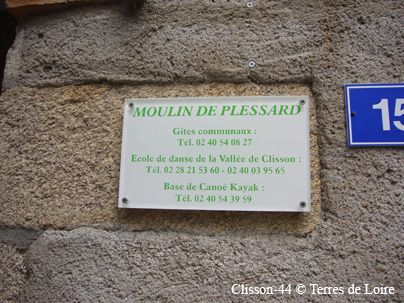 MOULIN DE PLESSARD
Gîtes communaux :
Tél. 02 40 54 08 27
Ecole de danse de la Vallée de Clisson :
Tél. 02 28 21 53 60 - 02 40 03 95 65
Base de Canoë Kayak :
Tél. 02 40 54 39 59
15
Clisson-44 © Terres de Loire